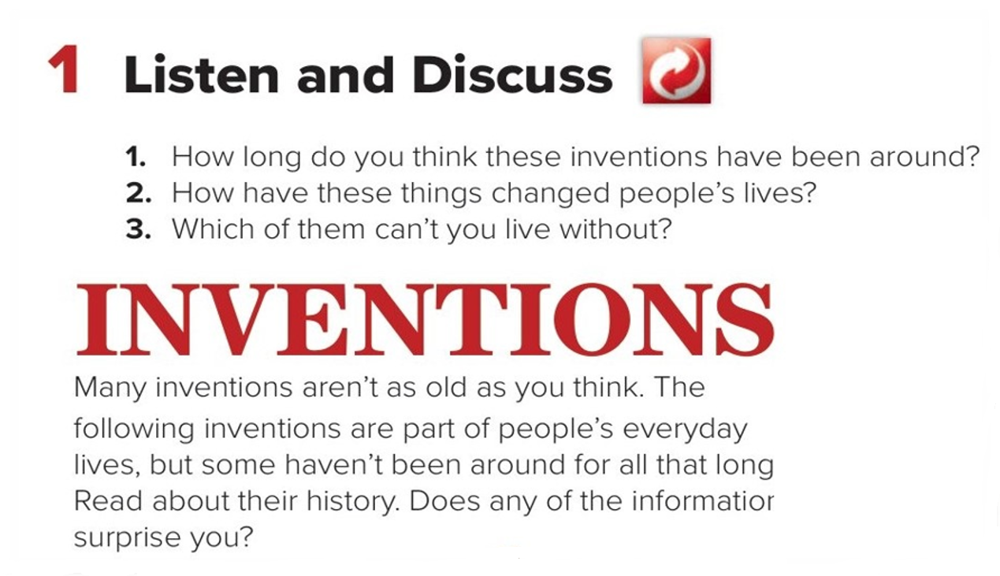 1 Listen and Discuss
1. How long do you think these inventions have been around?
2. How have these things changed people's lives?
3. Which of them can't you live without?
INVENTIONS
Many inventions aren't as old as you think. The
following inventions are part of people's everyday
lives, but some haven't been around for all that long
Read about their history. Does any of the information
surprise you?